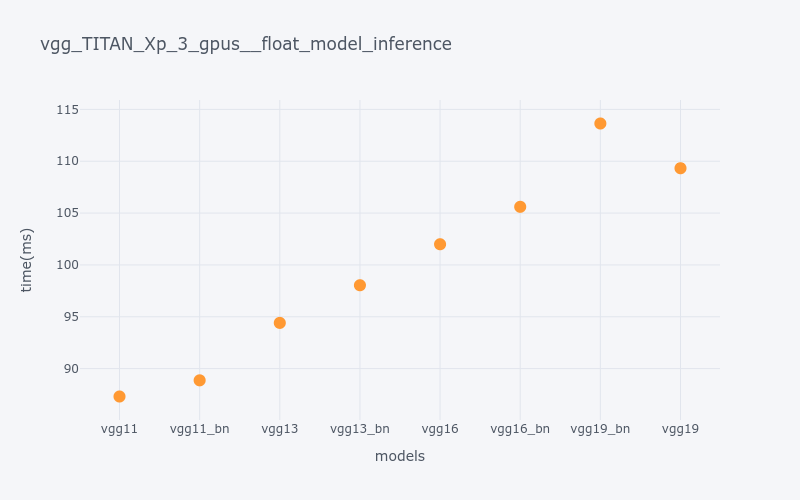 vgg_TITAN_Xp_3_gpus__float_model_inference
115
110
105
100
95
90
time(ms)
vgg11 vgg11_bn vgg13 vgg13_bn vgg16 vgg16_bn vgg19_bn vgg19
models